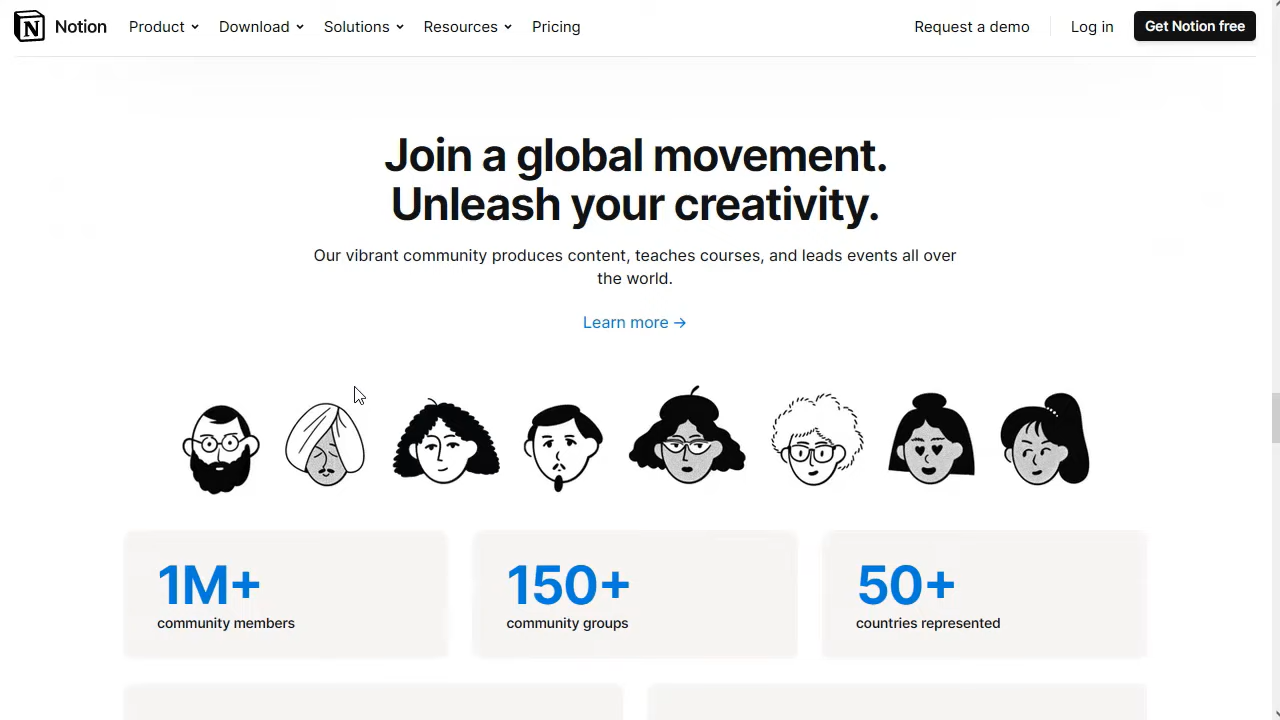 Notion Product Download Solutions Resources Pricing Request a demo Log in Get Notion free
Join a global movement.
Unleash your creativity.
Our vibrant community produces content, teaches courses, and leads events all over
the world.
Learn more →
1M+ 150+ 50+
community members community groups countries represented